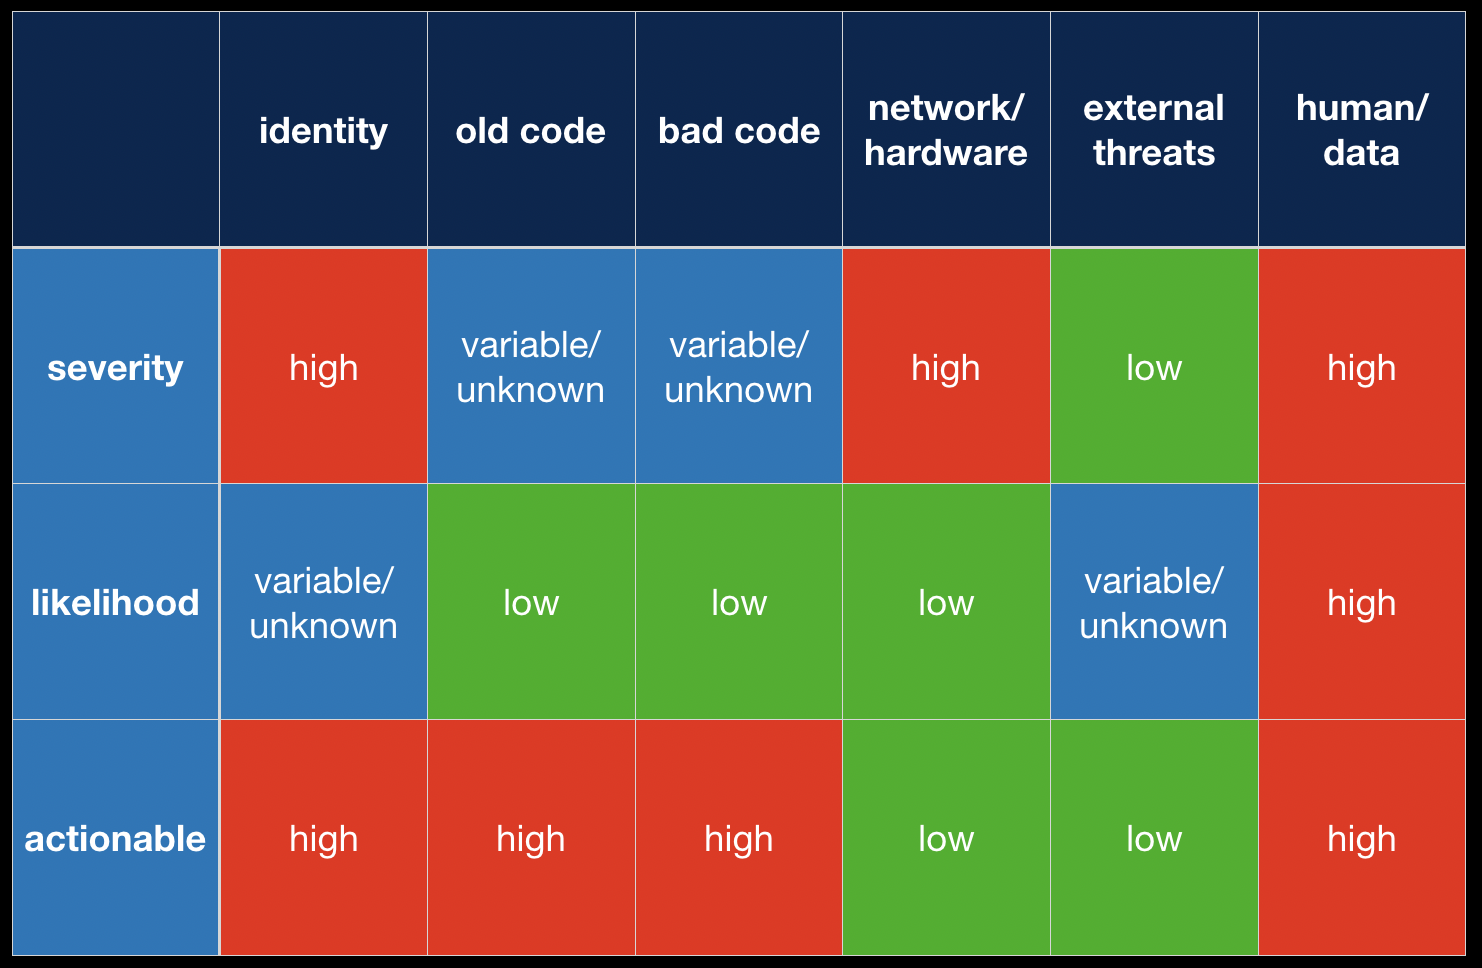 identity
old code
bad code
network/
hardware
external
threats
human/
data
severity
high
variable/
unknown
variable/
unknown
high
low
high
likelihood
variable/
unknown
low
low
low
variable/
unknown
high
actionable
high
high
high
low
low
high